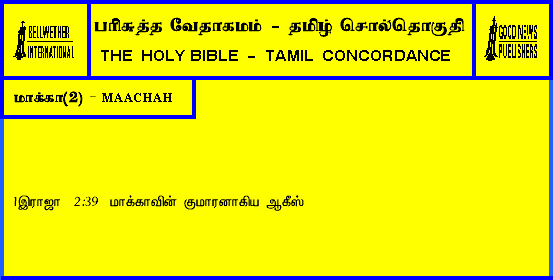 BELLWETHER
INTERNATIONAL
பரிசுத்த வேதாகமம் - தமிழ் சொல்தொகுதி
THE HOLY BIBLE - TAMIL CONCORDANCE
GOOD NEWS
PUBLISHERS
மாக்கா(2) - MAACHAH
1இராஜா 2:39 மாக்காவின் குமாரனாகிய ஆகீஸ்